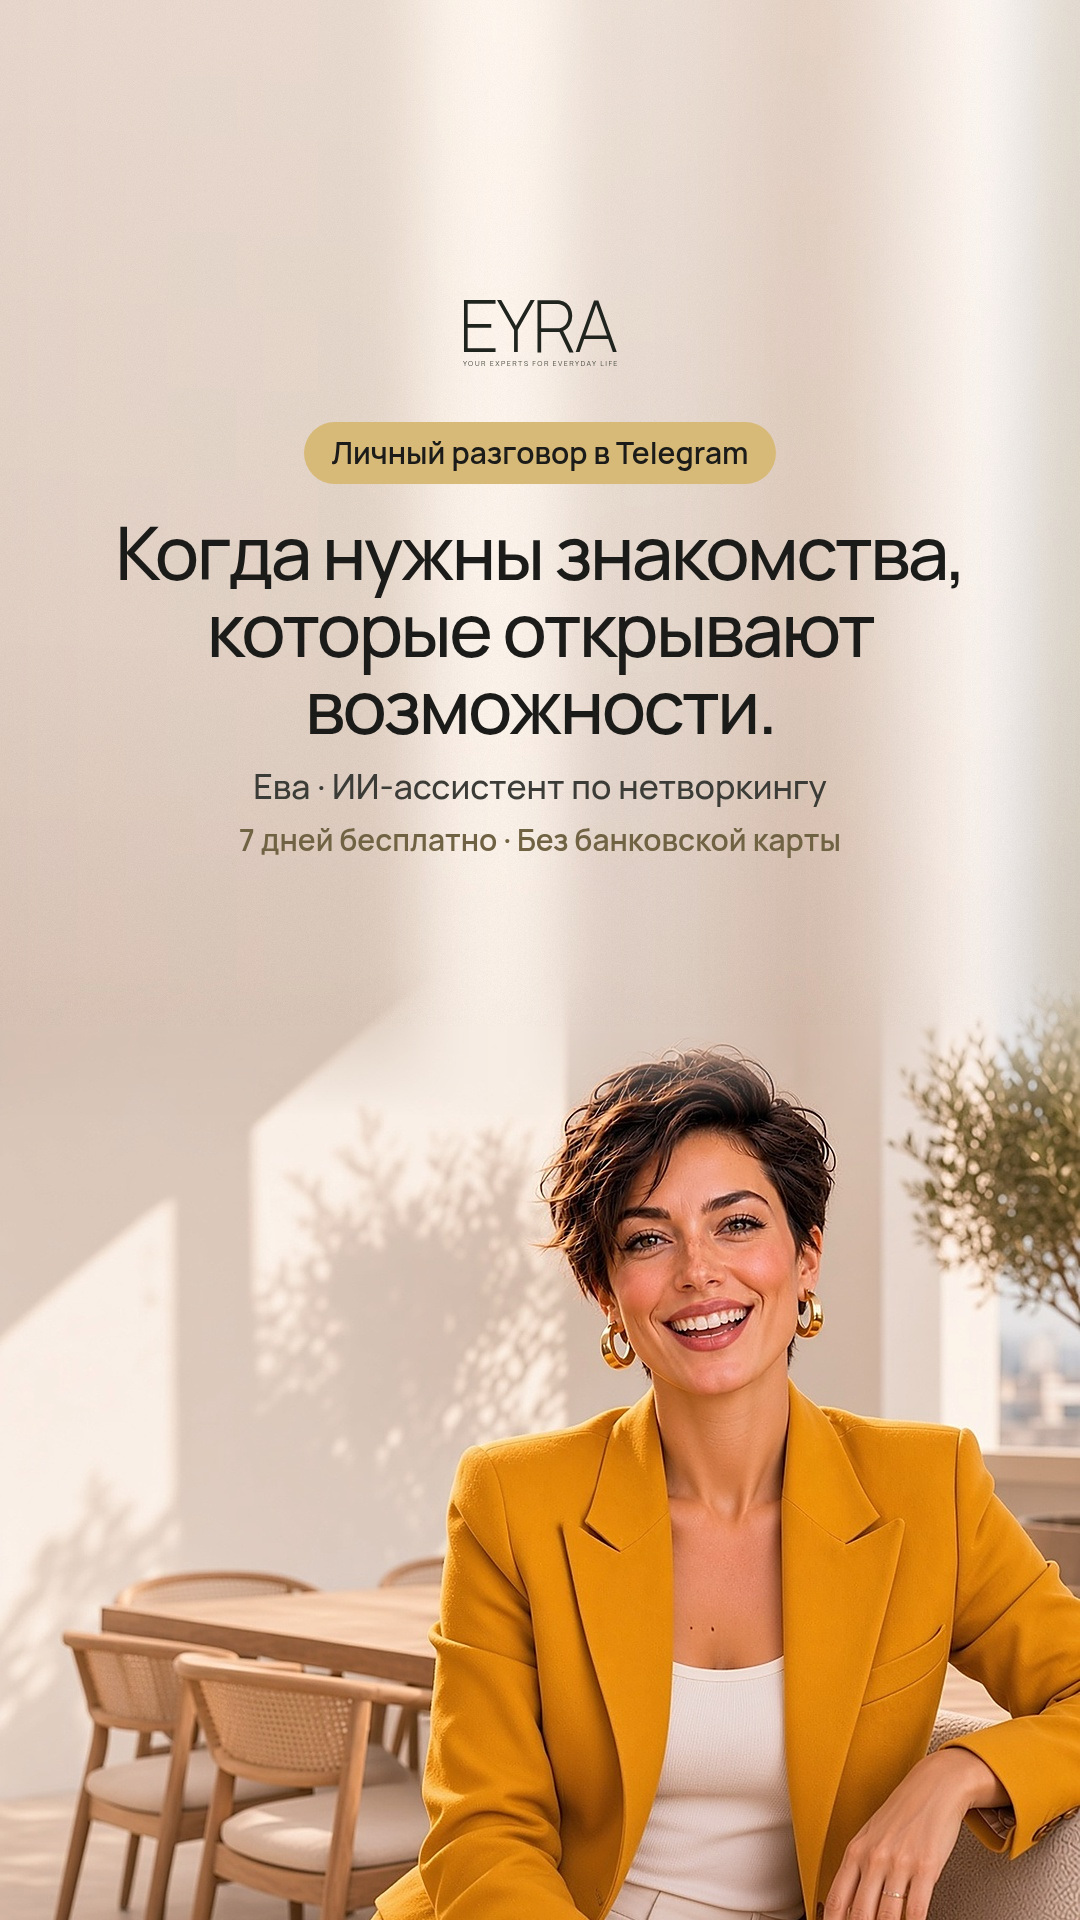 EYRA
YOUR EXPERTS FOR EVERYDAY LIFE
Личный разговор в Telegram
Когда нужны знакомства,
которые открывают
возможности.
Ева · ИИ-ассистент по нетворкингу
7 дней бесплатно · Без банковской карты